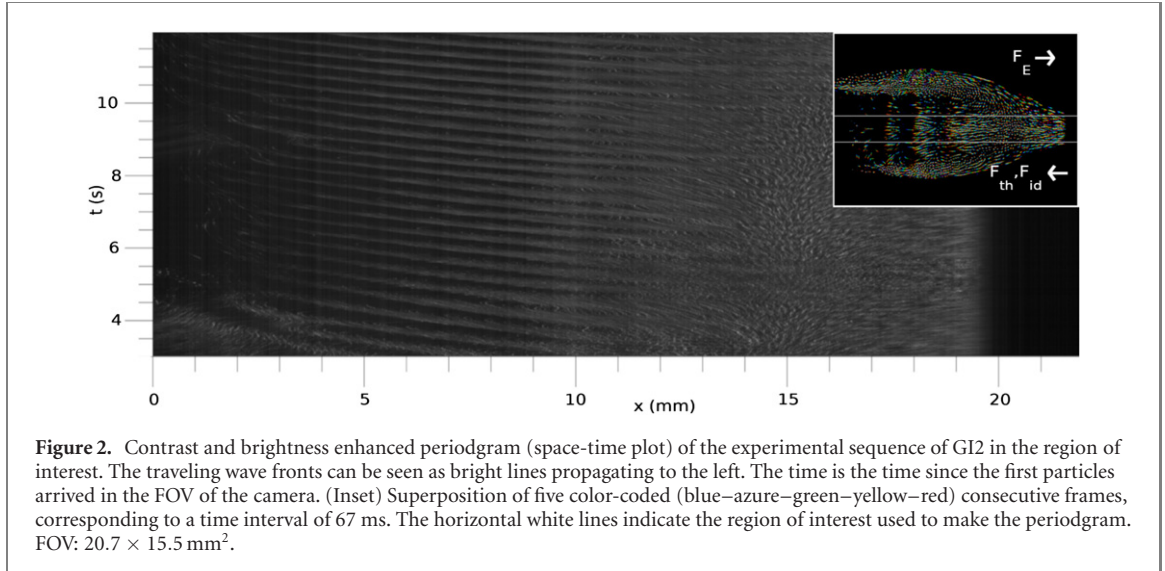 F_E →
10
8
t (s)
6
F_th,F_id ←
4
0
5
10
15
20
x (mm)
Figure 2. Contrast and brightness enhanced periodgram (space-time plot) of the experimental sequence of GI2 in the region of
interest. The traveling wave fronts can be seen as bright lines propagating to the left. The time is the time since the first particles
arrived in the FOV of the camera. (Inset) Superposition of five color-coded (blue–azure–green–yellow–red) consecutive frames,
corresponding to a time interval of 67 ms. The horizontal white lines indicate the region of interest used to make the periodgram.
FOV: 20.7 × 15.5 mm².